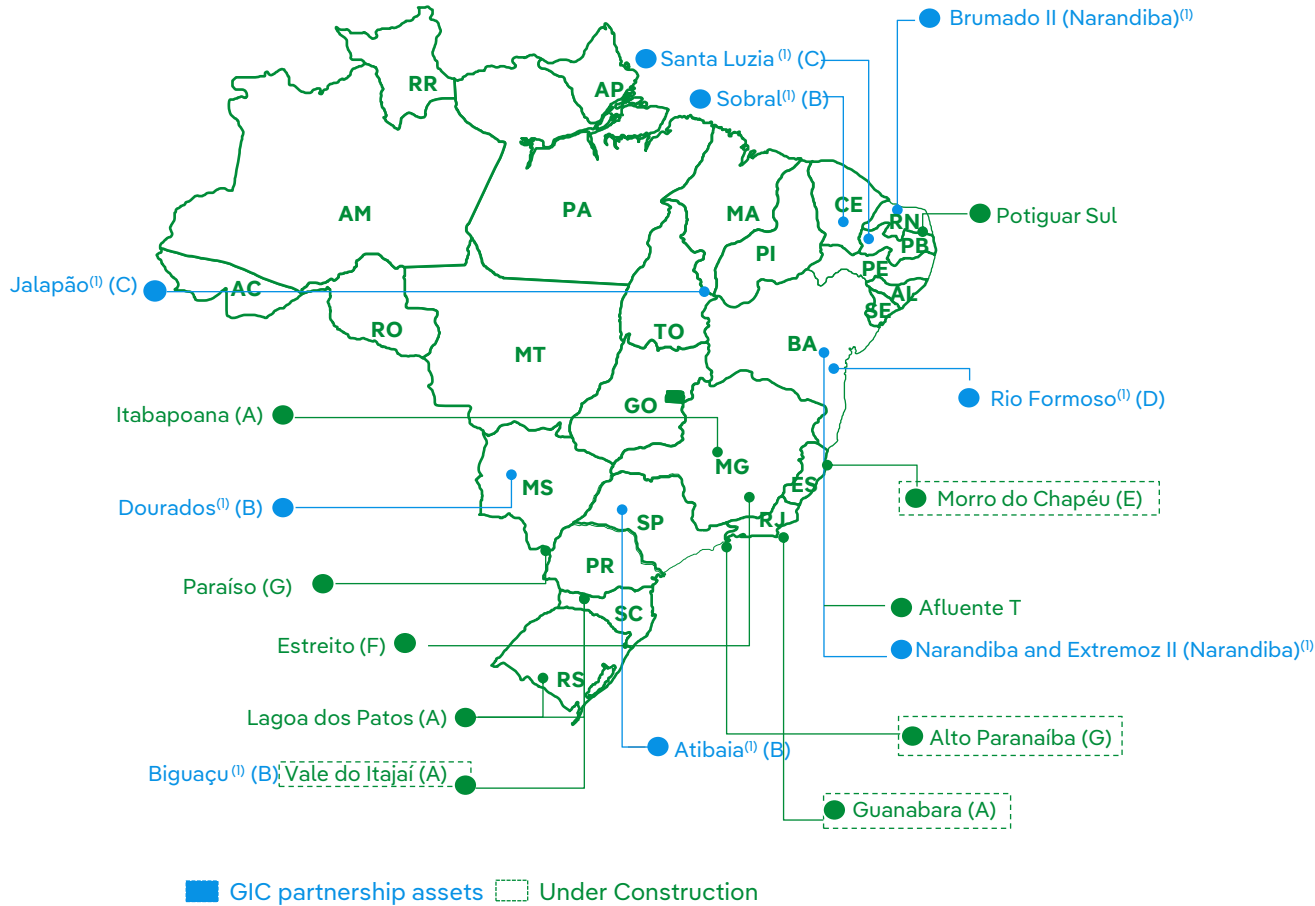 Brumado II (Narandiba)⁽¹⁾
Santa Luzia ⁽¹⁾ (C)
Sobral⁽¹⁾ (B)
RR
AP
AM
PA
MA
CE
RN
PB
Potiguar Sul
PI
PE
Jalapão⁽¹⁾ (C)
AC
AL
SE
RO
TO
MT
BA
Rio Formoso⁽¹⁾ (D)
Itabapoana (A)
GO
MG
MS
ES
Morro do Chapéu (E)
Dourados⁽¹⁾ (B)
SP
RJ
PR
Paraíso (G)
SC
Afluente T
Estreito (F)
Narandiba and Extremoz II (Narandiba)⁽¹⁾
RS
Lagoa dos Patos (A)
Alto Paranaíba (G)
Atibaia⁽¹⁾ (B)
Biguaçu ⁽¹⁾ (B) Vale do Itajaí (A)
Guanabara (A)
GIC partnership assets Under Construction